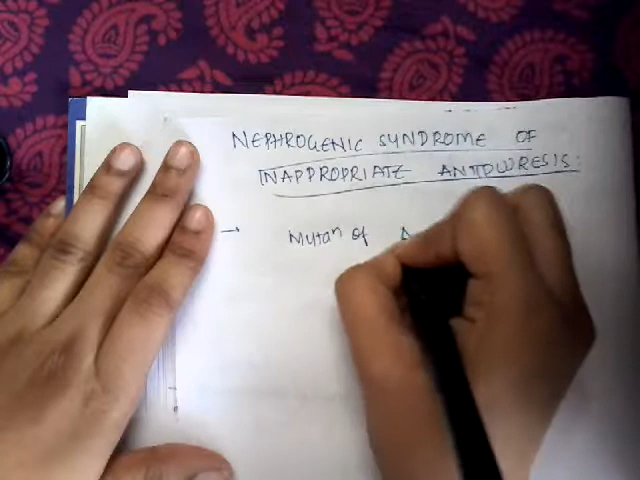 NEPHROGENIC SYNDROME OF
INAPPROPRIATE ANTIDIURESIS:
→ Mutan of